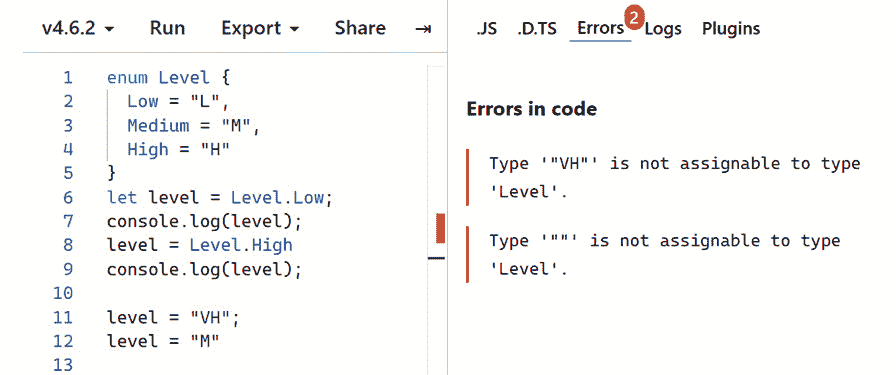 v4.6.2 Run Export Share
.JS .D.TS Errors 2 Logs Plugins
1 enum Level {
2 Low = "L",
3 Medium = "M",
4 High = "H"
5 }
6 let level = Level.Low;
7 console.log(level);
8 level = Level.High
9 console.log(level);
10
11 level = "VH";
12 level = "M"
13
Errors in code
Type '"VH"' is not assignable to type
'Level'.
Type '""' is not assignable to type
'Level'.